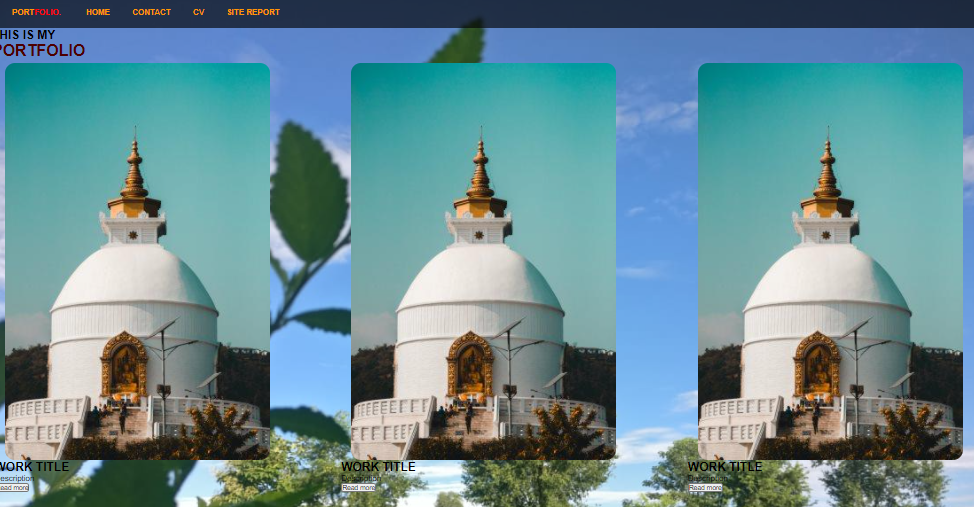 PORTFOLIO. HOME CONTACT CV SITE REPORT
HIS IS MY
PORTFOLIO
WORK TITLE WORK TITLE WORK TITLE
escription Description Description
ead more Read more Read more